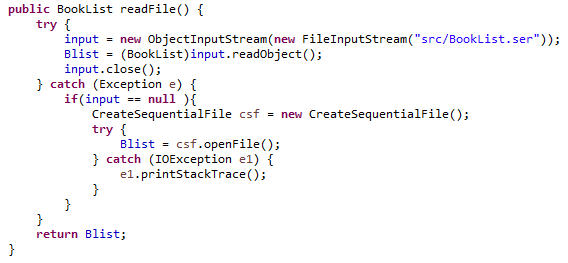 public BookList readFile() {
    try {
        input = new ObjectInputStream(new FileInputStream("src/BookList.ser"));
        Blist = (BookList)input.readObject();
        input.close();
    } catch (Exception e) {
        if(input == null ){
            CreateSequentialFile csf = new CreateSequentialFile();
            try {
                Blist = csf.openFile();
            } catch (IOException e1) {
                e1.printStackTrace();
            }
        }
    }
    return Blist;
}